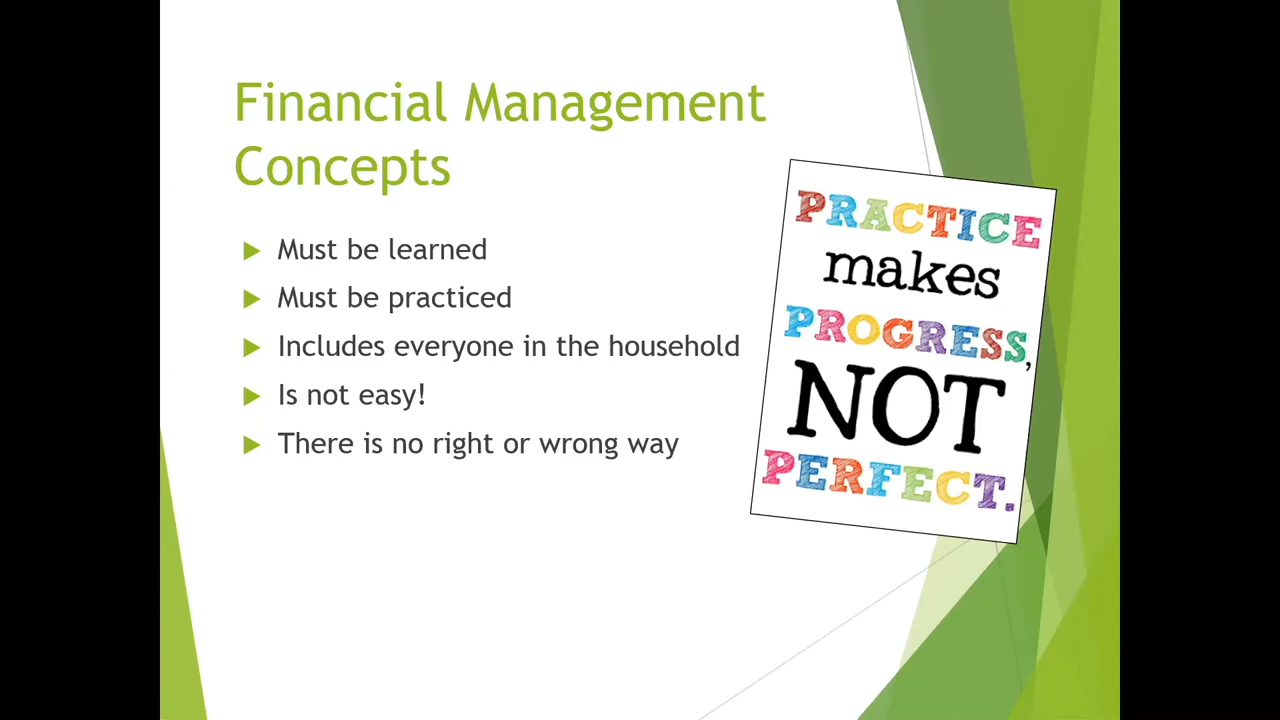 Financial Management
Concepts
Must be learned
Must be practiced
Includes everyone in the household
Is not easy!
There is no right or wrong way
PRACTICE
makes
PROGRESS,
NOT
PERFECT.